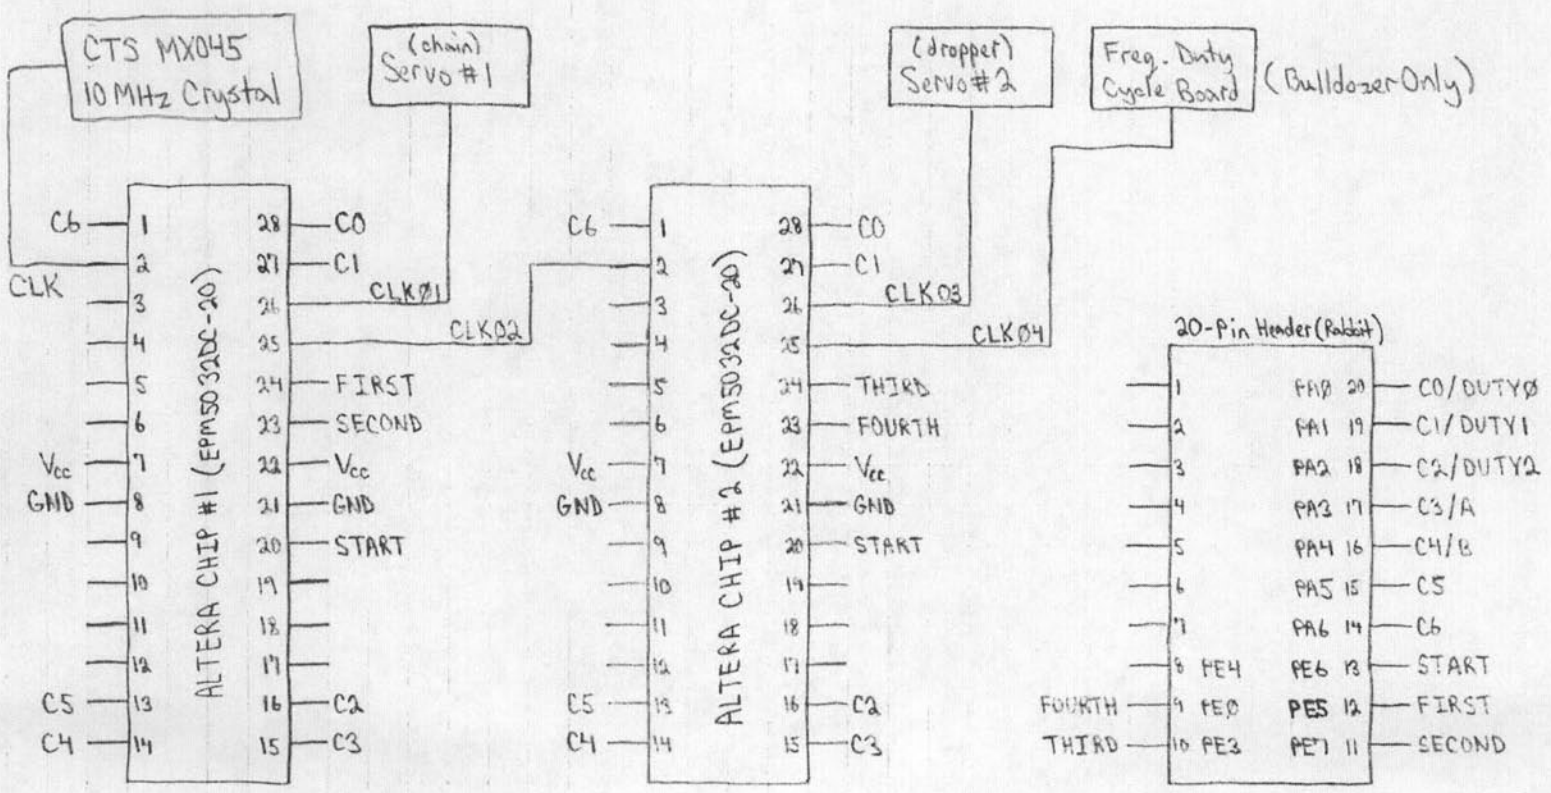 CTS MX045
10 MHz Crystal
(chain)
Servo #1
(dropper)
Servo #2
Freq. Duty
Cycle Board
(Bulldozer Only)
CLK
C6 1
2
3
4
5
6
Vcc 7
GND 8
9
10
11
12
C5 13
C4 14
ALTERA CHIP #1 (EPM5032DC-20)
28 C0
27 C1
26 CLKØ1
25 CLK02
24 FIRST
23 SECOND
22 Vcc
21 GND
20 START
19
18
17
16 C2
15 C3
C6 1
2
3
4
5
6
Vcc 7
GND 8
9
10
11
12
C5 13
C4 14
ALTERA CHIP #2 (EPM5032DC-20)
28 C0
27 C1
26 CLK03
25 CLKØ4
24 THIRD
23 FOURTH
22 Vcc
21 GND
20 START
19
18
17
16 C2
15 C3
20-Pin Header (Rabbit)
1 PAØ 20 C0/DUTYØ
2 PA1 19 C1/DUTY1
3 PA2 18 C2/DUTY2
4 PA3 17 C3/A
5 PA4 16 C4/B
6 PA5 15 C5
7 PA6 14 C6
8 PE4 PE6 13 START
FOURTH 9 PEØ PE5 12 FIRST
THIRD 10 PE3 PE7 11 SECOND